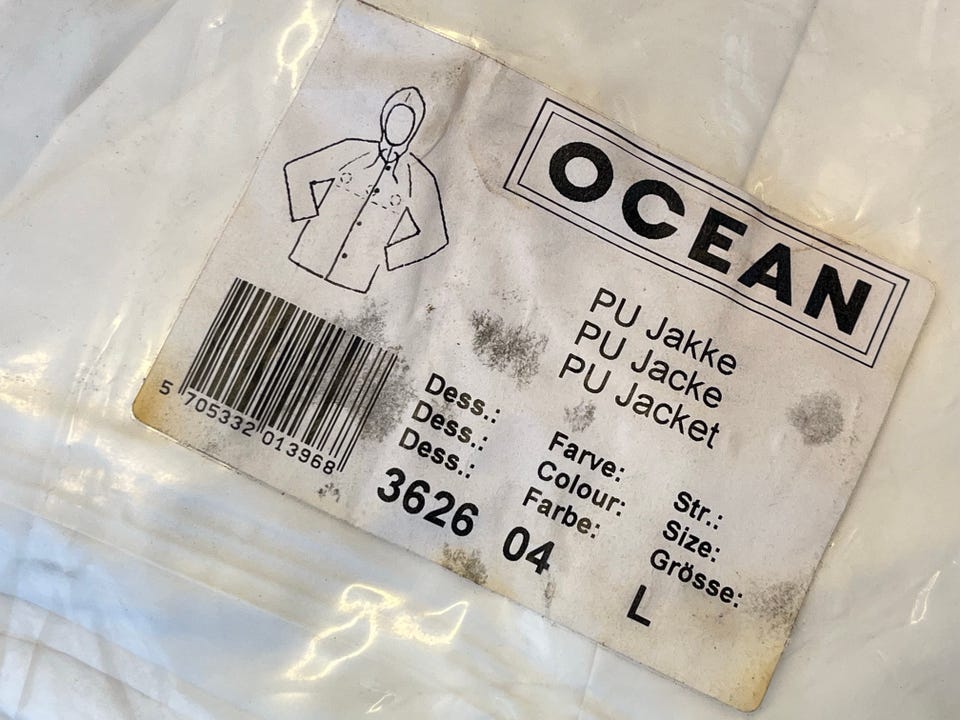 OCEAN
PU Jakke
PU Jacke
PU Jacket
5 705332 013968
Dess.: Farve: Str.:
Dess.: Colour: Size:
Dess.: Farbe: Grösse:
3626 04 L